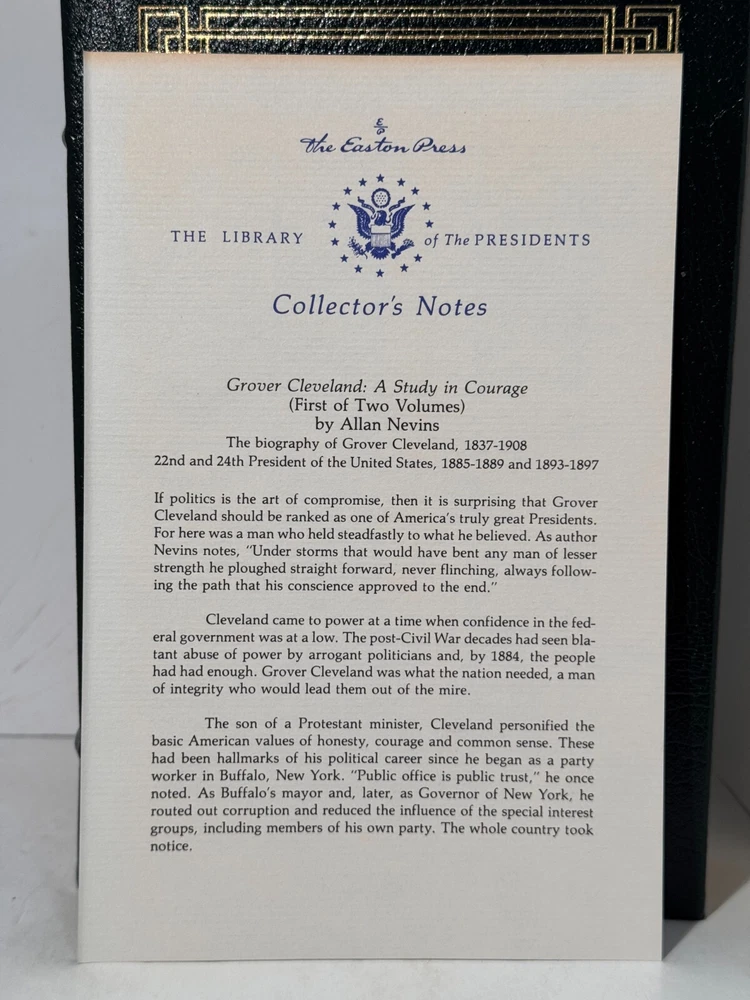 E/P
the Easton Press
THE LIBRARY of The PRESIDENTS
Collector's Notes
Grover Cleveland: A Study in Courage
(First of Two Volumes)
by Allan Nevins
The biography of Grover Cleveland, 1837-1908
22nd and 24th President of the United States, 1885-1889 and 1893-1897
If politics is the art of compromise, then it is surprising that Grover
Cleveland should be ranked as one of America's truly great Presidents.
For here was a man who held steadfastly to what he believed. As author
Nevins notes, "Under storms that would have bent any man of lesser
strength he ploughed straight forward, never flinching, always follow-
ing the path that his conscience approved to the end."
Cleveland came to power at a time when confidence in the fed-
eral government was at a low. The post-Civil War decades had seen bla-
tant abuse of power by arrogant politicians and, by 1884, the people
had had enough. Grover Cleveland was what the nation needed, a man
of integrity who would lead them out of the mire.
The son of a Protestant minister, Cleveland personified the
basic American values of honesty, courage and common sense. These
had been hallmarks of his political career since he began as a party
worker in Buffalo, New York. "Public office is public trust," he once
noted. As Buffalo's mayor and, later, as Governor of New York, he
routed out corruption and reduced the influence of the special interest
groups, including members of his own party. The whole country took
notice.